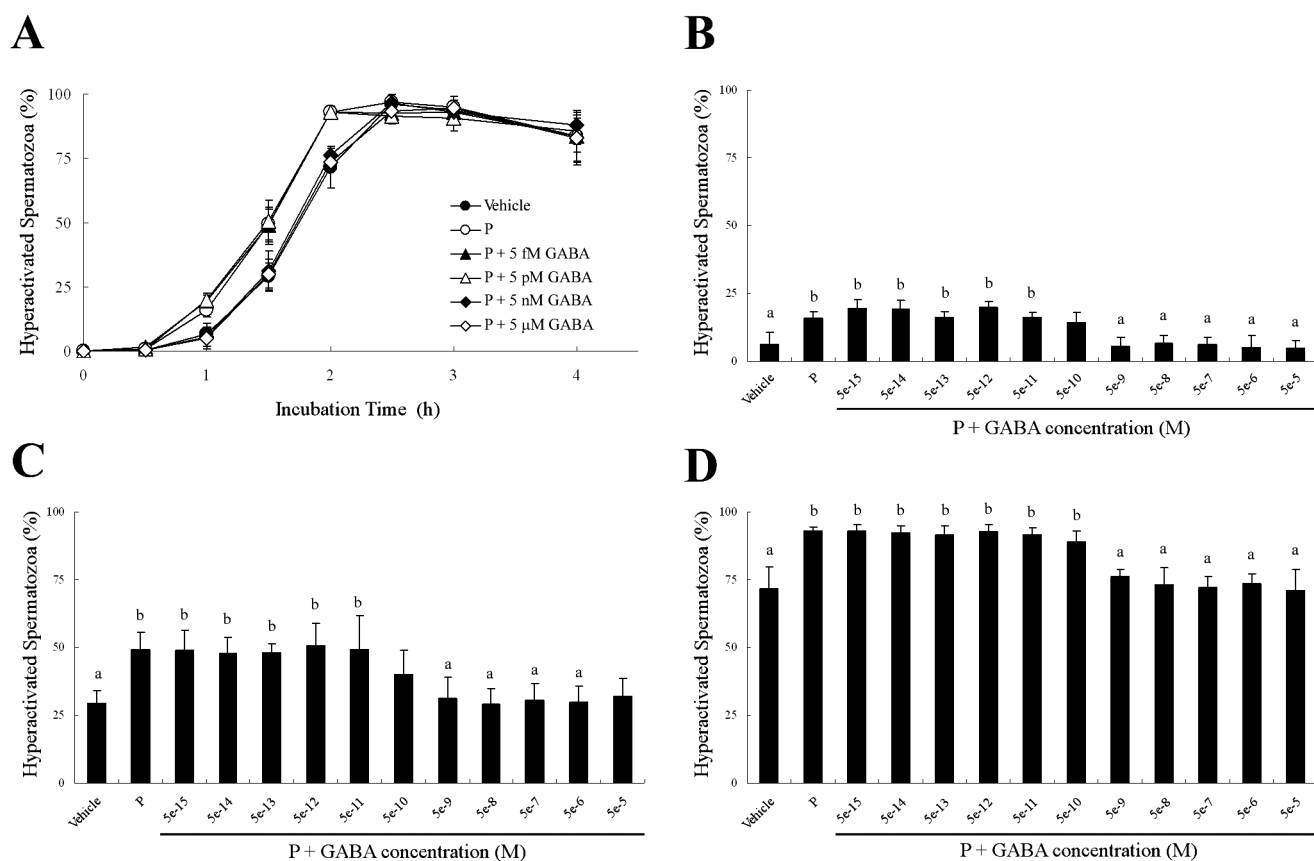 A
Hyperactivated Spermatozoa (%)
100
75
50
25
0
0 1 2 3 4
Incubation Time (h)
Vehicle
P
P + 5 fM GABA
P + 5 pM GABA
P + 5 nM GABA
P + 5 μM GABA
B
Hyperactivated Spermatozoa (%)
100
75
50
25
0
a b b b b b b a a a a a
Vehicle P 5e-15 5e-14 5e-13 5e-12 5e-11 5e-10 5e-9 5e-8 5e-7 5e-6 5e-5
P + GABA concentration (M)
C
Hyperactivated Spermatozoa (%)
100
75
50
25
0
a b b b b b b a a a a
Vehicle P 5e-15 5e-14 5e-13 5e-12 5e-11 5e-10 5e-9 5e-8 5e-7 5e-6 5e-5
P + GABA concentration (M)
D
Hyperactivated Spermatozoa (%)
100
75
50
25
0
a b b b b b b b a a a a a
Vehicle P 5e-15 5e-14 5e-13 5e-12 5e-11 5e-10 5e-9 5e-8 5e-7 5e-6 5e-5
P + GABA concentration (M)